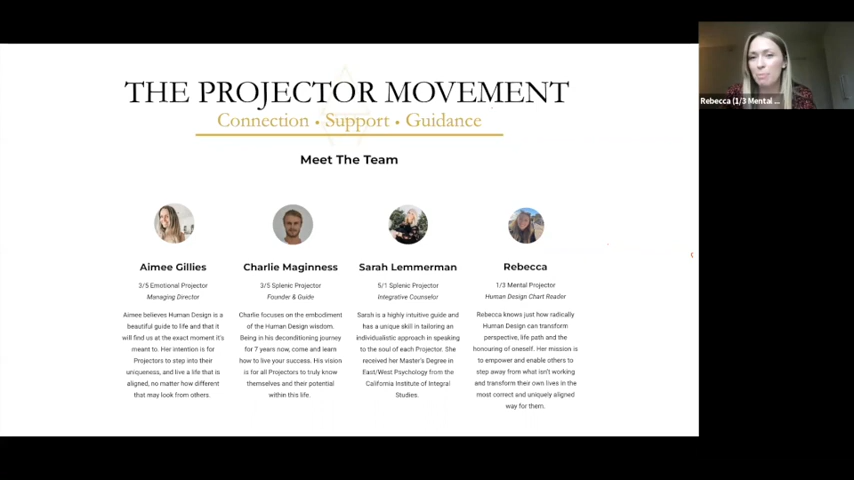 THE PROJECTOR MOVEMENT
Connection • Support • Guidance
Meet The Team
Rebecca (1/3 Mental ...
Aimee Gillies
3/5 Emotional Projector
Managing Director
Aimee believes Human Design is a
beautiful guide to life and that it
will find us at the exact moment it's
meant to. Her intention is for
Projectors to step into their
uniqueness, and live a life that is
aligned, no matter how different
that may look from others.
Charlie Maginness
3/5 Splenic Projector
Founder & Guide
Charlie focuses on the embodiment
of the Human Design wisdom.
Being in his deconditioning journey
for 7 years now, come and learn
how to live your success. His vision
is for all Projectors to truly know
themselves and their potential
within this life.
Sarah Lemmerman
5/1 Splenic Projector
Integrative Counselor
Sarah is a highly intuitive guide and
has a unique skill in tailoring an
individualistic approach in speaking
to the soul of each Projector. She
received her Master's Degree in
East/West Psychology from the
California Institute of Integral
Studies.
Rebecca
1/3 Mental Projector
Human Design Chart Reader
Rebecca knows just how radically
Human Design can transform
perspective, life path and the
honouring of oneself. Her mission is
to empower and enable others to
step away from what isn't working
and transform their own lives in the
most correct and uniquely aligned
way for them.